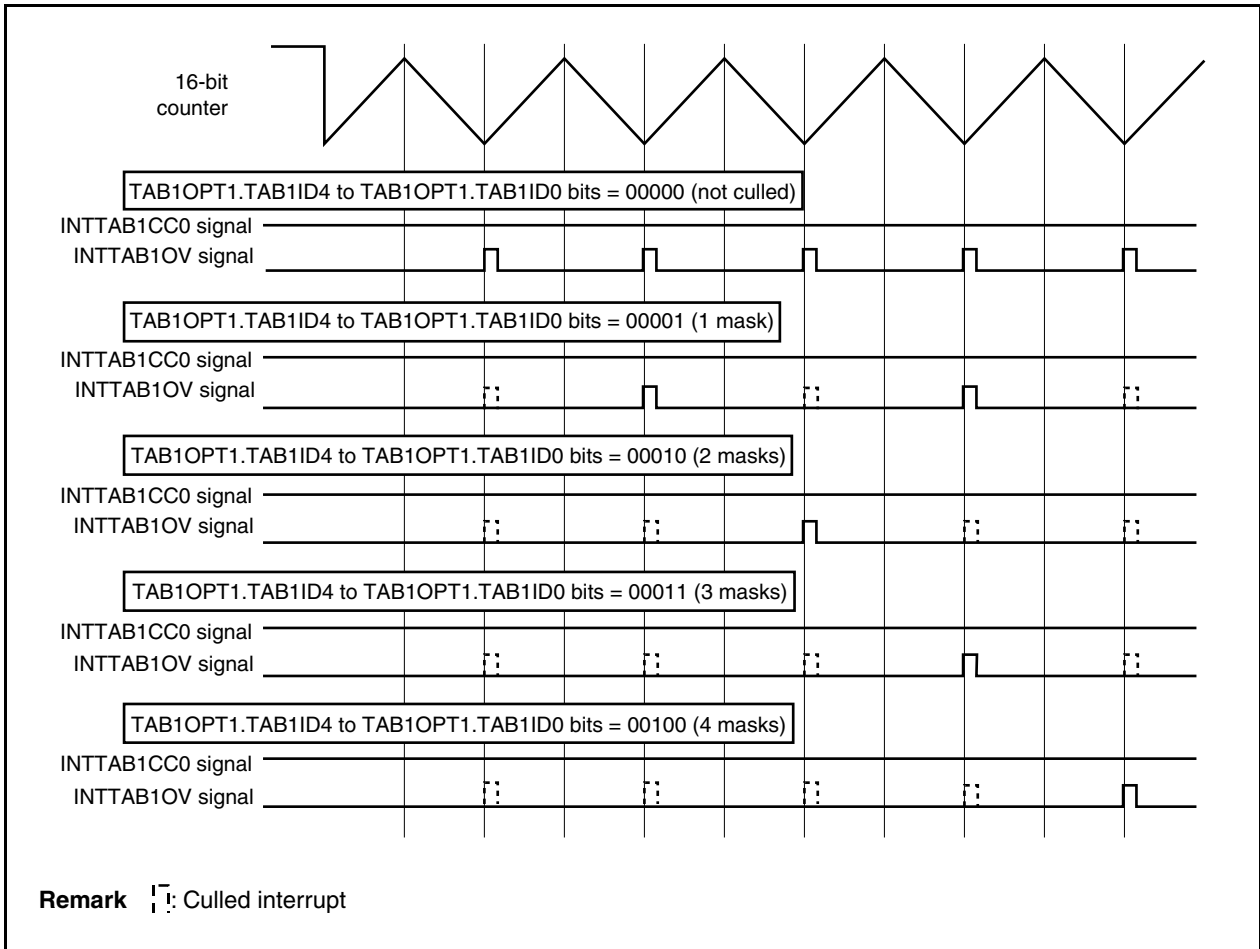 16-bit
counter
TAB1OPT1.TAB1ID4 to TAB1OPT1.TAB1ID0 bits = 00000 (not culled)
INTTAB1CC0 signal
INTTAB1OV signal
TAB1OPT1.TAB1ID4 to TAB1OPT1.TAB1ID0 bits = 00001 (1 mask)
INTTAB1CC0 signal
INTTAB1OV signal
TAB1OPT1.TAB1ID4 to TAB1OPT1.TAB1ID0 bits = 00010 (2 masks)
INTTAB1CC0 signal
INTTAB1OV signal
TAB1OPT1.TAB1ID4 to TAB1OPT1.TAB1ID0 bits = 00011 (3 masks)
INTTAB1CC0 signal
INTTAB1OV signal
TAB1OPT1.TAB1ID4 to TAB1OPT1.TAB1ID0 bits = 00100 (4 masks)
INTTAB1CC0 signal
INTTAB1OV signal
Remark : Culled interrupt